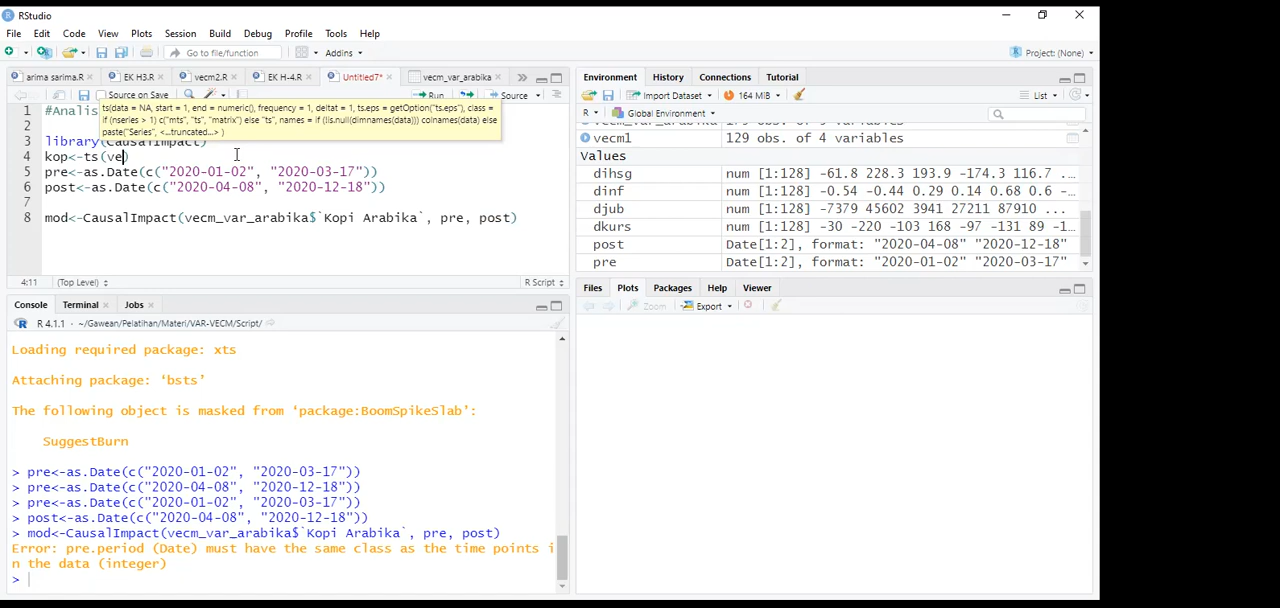 RStudio
File Edit Code View Plots Session Build Debug Profile Tools Help
Go to file/function Addins Project: (None)
arima sarima.R EK H3.R vecm2.R EK H-4.R Untitled7* vecm_var_arabika
Source on Save Run Source
ts(data = NA, start = 1, end = numeric(), frequency = 1, deltat = 1, ts.eps = getOption("ts.eps"), class =
if (nseries > 1) c("mts", "ts", "matrix") else "ts", names = if (!is.null(dimnames(data))) colnames(data) else
paste("Series", <...truncated...> )
1 #Analis
2
3 library(CausalImpact)
4 kop<-ts(ve)
5 pre<-as.Date(c("2020-01-02", "2020-03-17"))
6 post<-as.Date(c("2020-04-08", "2020-12-18"))
7
8 mod<-CausalImpact(vecm_var_arabika$`Kopi Arabika`, pre, post)
4:11 (Top Level) R Script
Console Terminal Jobs
R 4.1.1 · ~/Gawean/Pelatihan/Materi/VAR-VECM/Script/
Loading required package: xts
Attaching package: ‘bsts’
The following object is masked from ‘package:BoomSpikeSlab’:
SuggestBurn
> pre<-as.Date(c("2020-01-02", "2020-03-17"))
> pre<-as.Date(c("2020-04-08", "2020-12-18"))
> pre<-as.Date(c("2020-01-02", "2020-03-17"))
> post<-as.Date(c("2020-04-08", "2020-12-18"))
> mod<-CausalImpact(vecm_var_arabika$`Kopi Arabika`, pre, post)
Error: pre.period (Date) must have the same class as the time points i
n the data (integer)
>
Environment History Connections Tutorial
Import Dataset 164 MiB List
R Global Environment
vecm1 129 obs. of 4 variables
Values
dihsg num [1:128] -61.8 228.3 193.9 -174.3 116.7 ...
dinf num [1:128] -0.54 -0.44 0.29 0.14 0.68 0.6 -...
djub num [1:128] -7379 45602 3941 27211 87910 ...
dkurs num [1:128] -30 -220 -103 168 -97 -131 89 -1...
post Date[1:2], format: "2020-04-08" "2020-12-18"
pre Date[1:2], format: "2020-01-02" "2020-03-17"
Files Plots Packages Help Viewer
Zoom Export